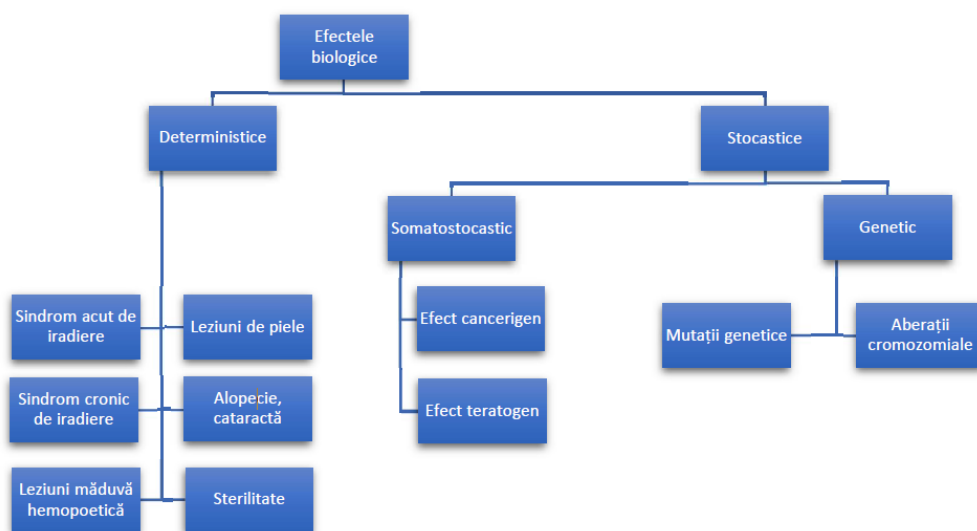 Efectele
biologice
Deterministice
Stocastice
Somatostocastic
Genetic
Sindrom acut de
iradiere
Leziuni de piele
Efect cancerigen
Mutații genetice
Aberații
cromozomiale
Sindrom cronic
de iradiere
Alopecie,
cataractă
Efect teratogen
Leziuni măduvă
hemopoetică
Sterilitate